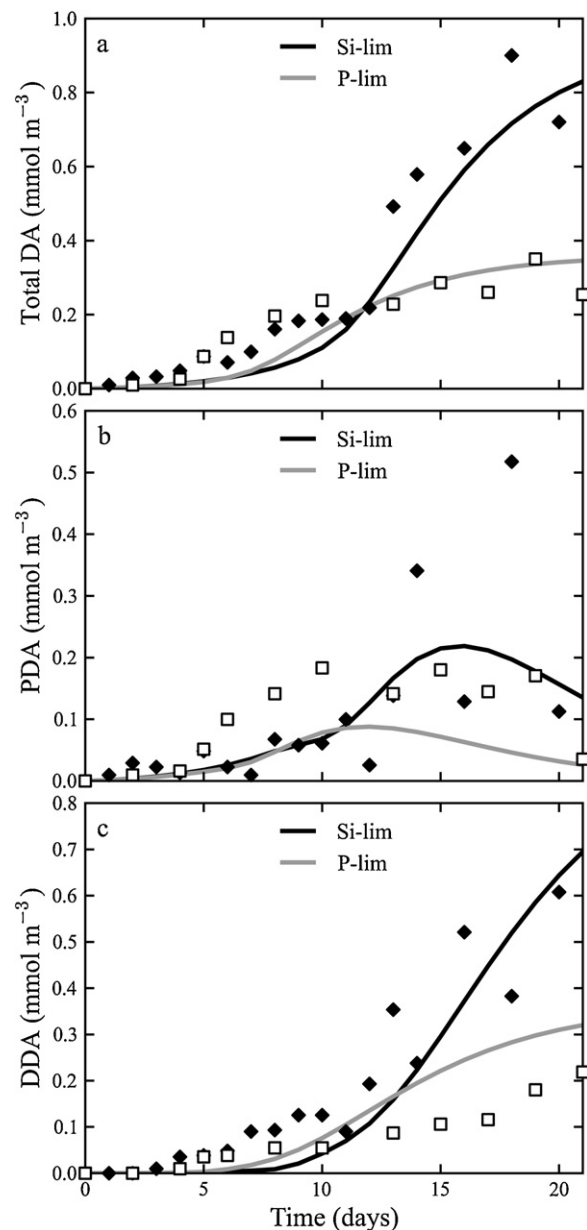 a
Si-lim
P-lim
Total DA (mmol m⁻³)
1.0
0.8
0.6
0.4
0.2
0.0
b
Si-lim
P-lim
PDA (mmol m⁻³)
0.6
0.5
0.4
0.3
0.2
0.1
0.0
c
Si-lim
P-lim
DDA (mmol m⁻³)
0.8
0.7
0.6
0.5
0.4
0.3
0.2
0.1
0.0
0 5 10 15 20
Time (days)